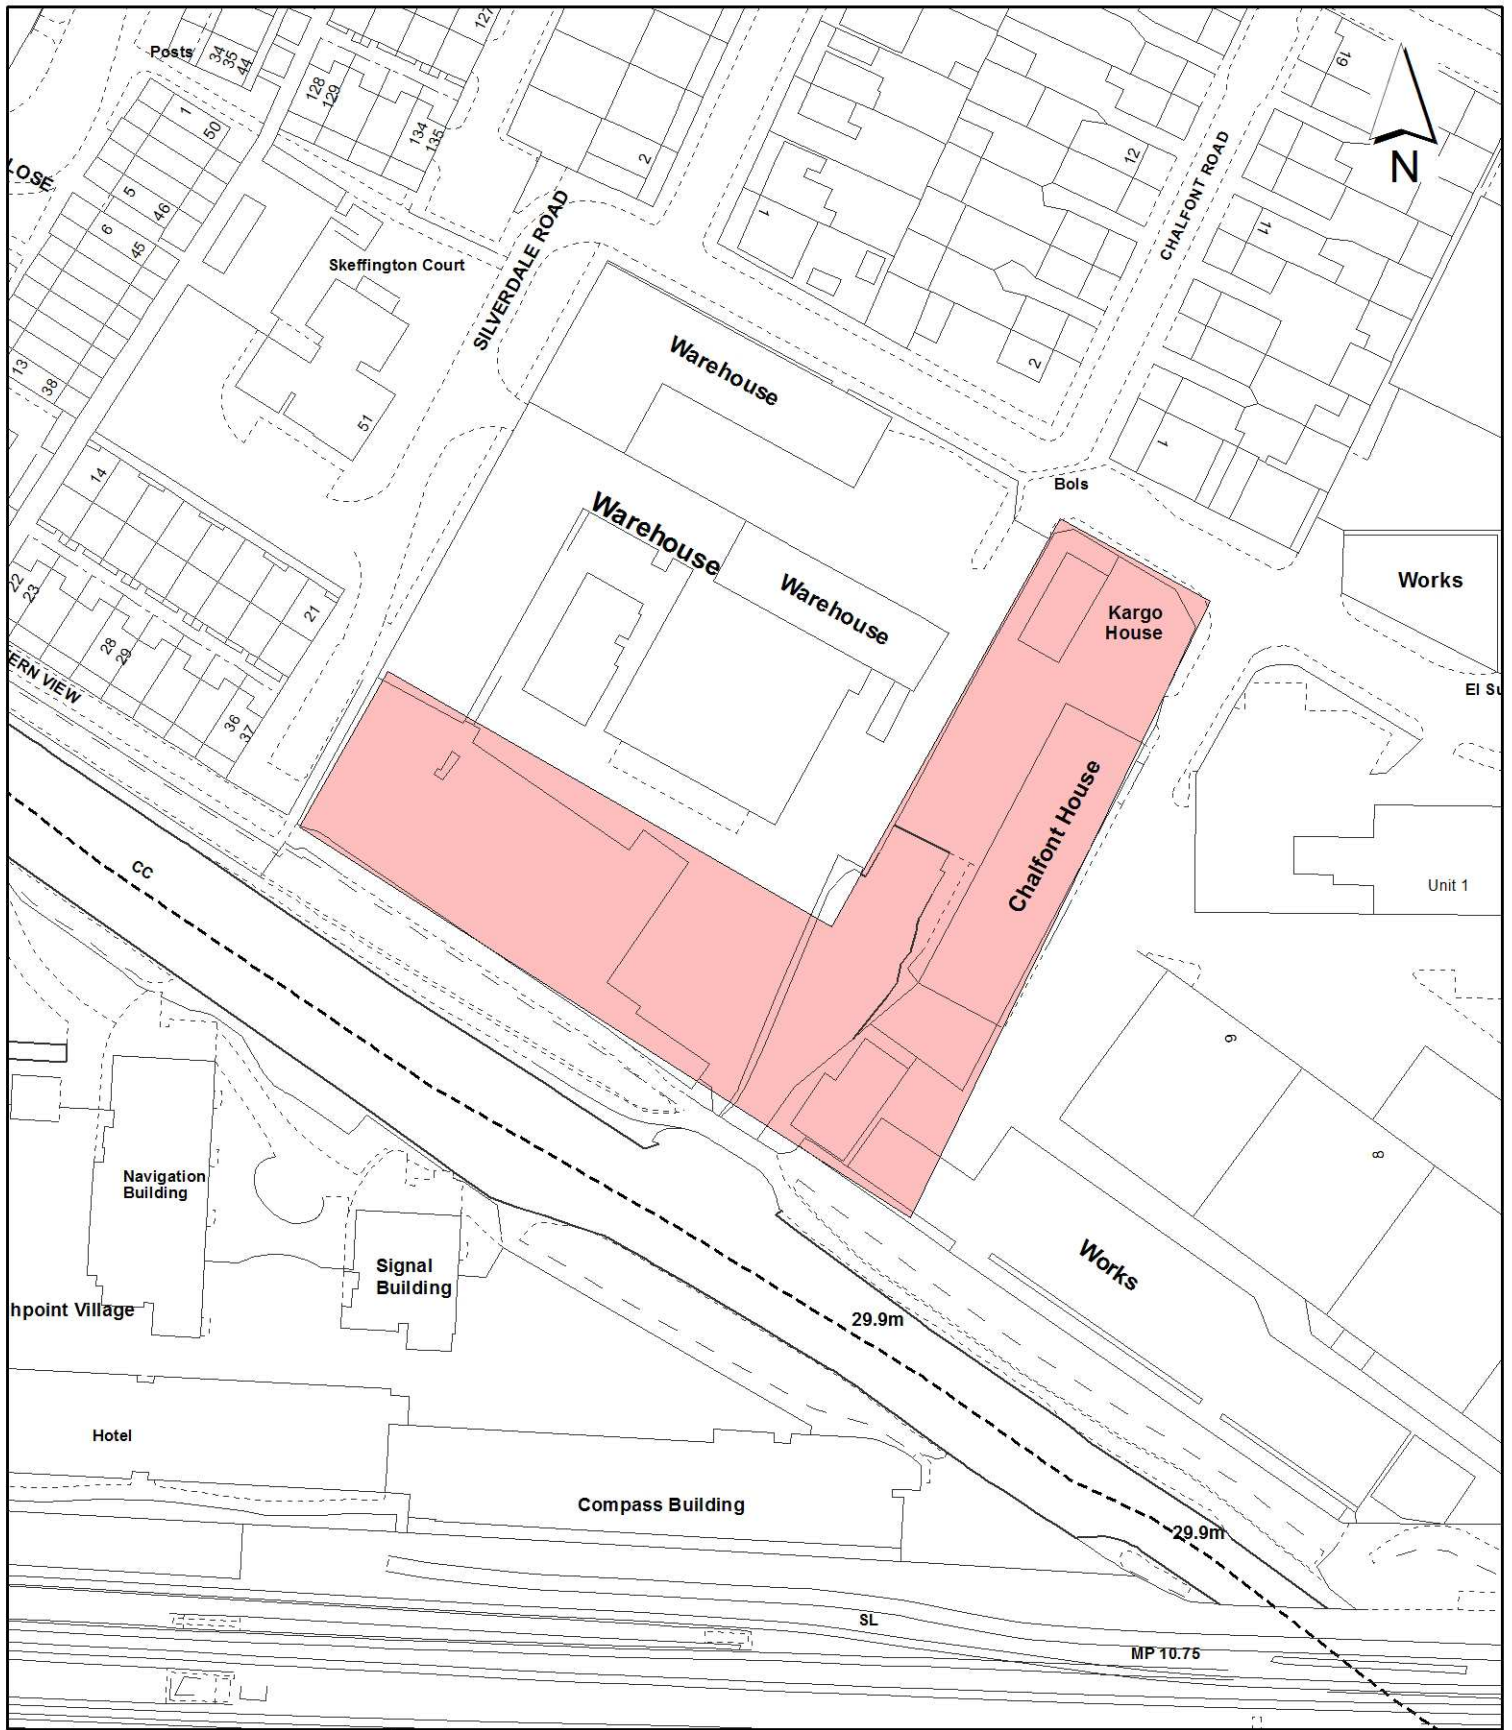 127
Posts
34
35
44
128
129
134
135
1
50
5
46
6
45
LOSE
2
12
19
N
CHALFONT ROAD
1
11
Skeffington Court
SILVERDALE ROAD
Warehouse
2
13
38
51
1
14
Bols
Warehouse
Warehouse
Works
Kargo
House
21
22
23
28
29
ERN VIEW
36
37
El Su
Chalfont House
CC
Unit 1
6
8
Navigation
Building
Signal
Building
Works
hpoint Village
29.9m
Hotel
Compass Building
29.9m
SL
MP 10.75